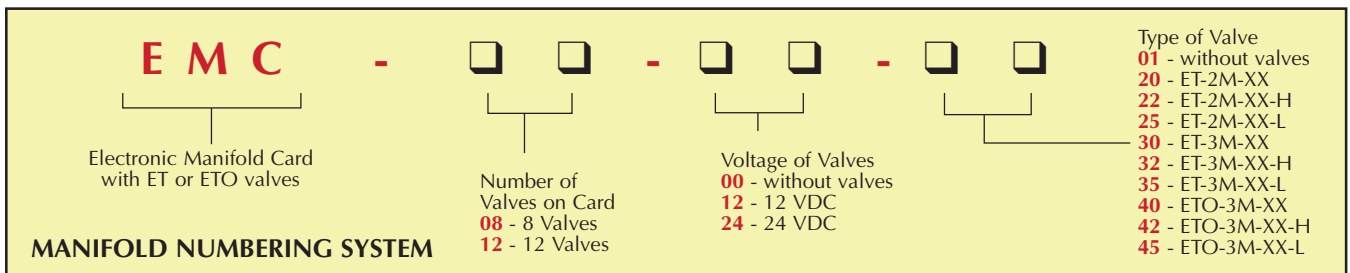 E M C - ❑ ❑ - ❑ ❑ - ❑ ❑
Electronic Manifold Card
with ET or ETO valves
Number of
Valves on Card
08 - 8 Valves
12 - 12 Valves
Voltage of Valves
00 - without valves
12 - 12 VDC
24 - 24 VDC
Type of Valve
01 - without valves
20 - ET-2M-XX
22 - ET-2M-XX-H
25 - ET-2M-XX-L
30 - ET-3M-XX
32 - ET-3M-XX-H
35 - ET-3M-XX-L
40 - ETO-3M-XX
42 - ETO-3M-XX-H
45 - ETO-3M-XX-L
MANIFOLD NUMBERING SYSTEM